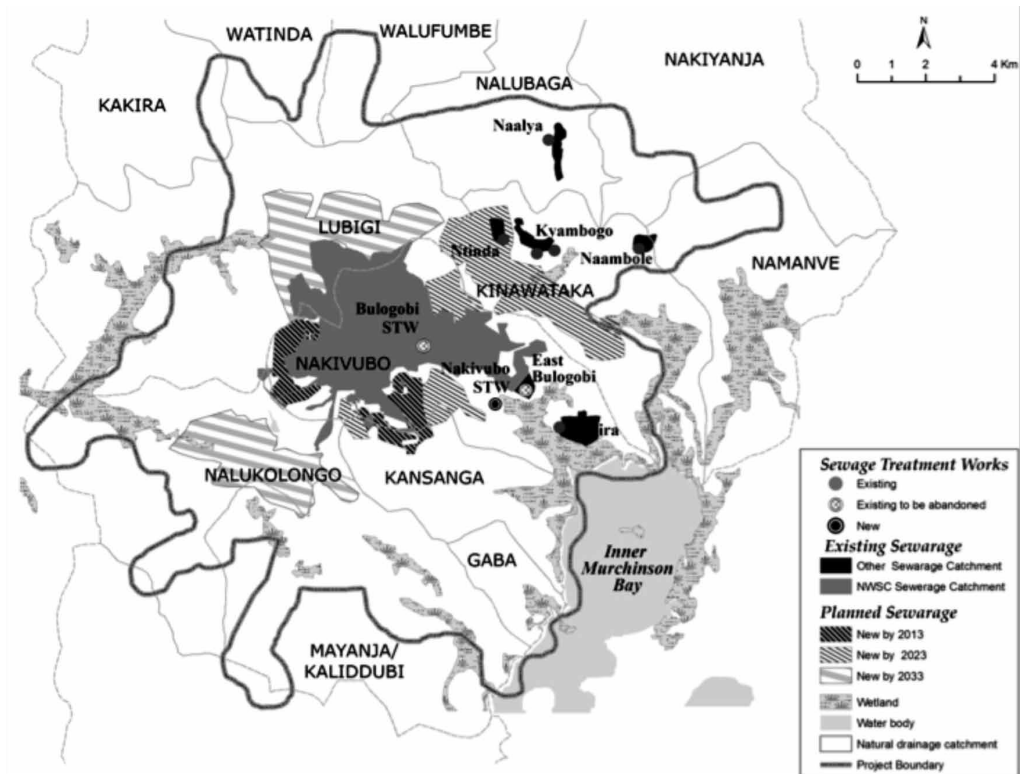 WATINDA
WALUFUMBE
N
NAKIYANJA
0 1 2 4 Km
NALUBAGA
KAKIRA
Naalya
LUBIGI
Kyambogo
Ntinda
Naambole
NAMANVE
KINAWATAKA
Bulogobi
STW
NAKIVUBO
Nakivubo
STW
East
Bulogobi
ira
NALUKOLONGO
KANSANGA
GABA
Inner
Murchinson
Bay
MAYANJA/
KALIDDUBI
Sewage Treatment Works
Existing
Existing to be abandoned
New
Existing Sewarage
Other Sewarage Catchment
NWSC Sewerage Catchment
Planned Sewarage
New by 2013
New by 2023
New by 2033
Wetland
Water body
Natural drainage catchment
Project Boundary